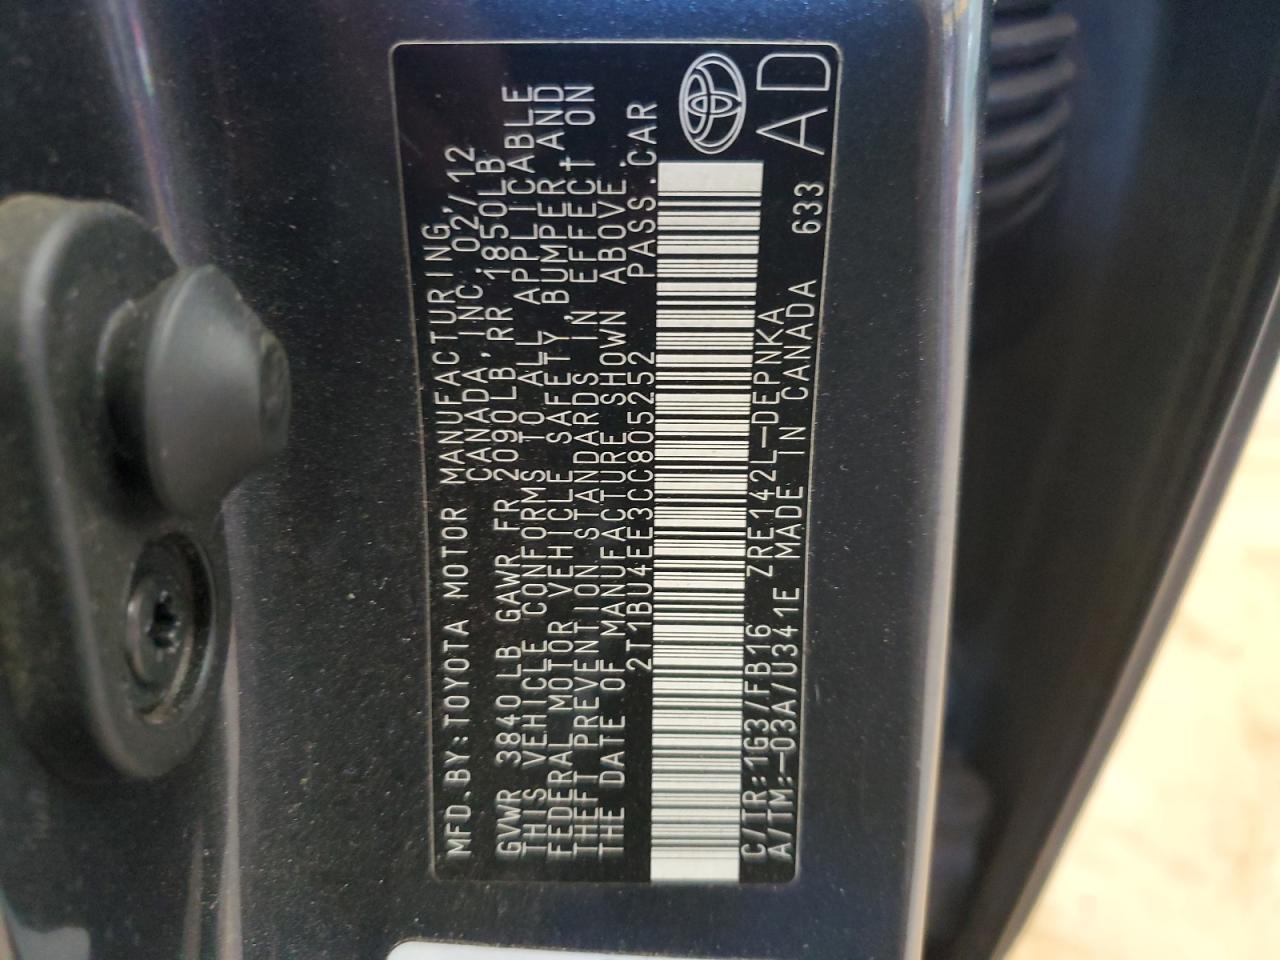 MFD.BY:TOYOTA MOTOR MANUFACTURING,
CANADA, INC. 02/12
GVWR 3840 LB GAWR FR 2090LB, RR 1850LB
THIS VEHICLE CONFORMS TO ALL APPLICABLE
FEDERAL MOTOR VEHICLE SAFETY, BUMPER, AND
THEFT PREVENTION STANDARDS IN EFFECT ON
THE DATE OF MANUFACTURE SHOWN ABOVE.
2T1BU4EE3CC805252 PASS.CAR
C/TR:1G3/FB16 ZRE142L-DEPNKA
A/TM:-03A/U341E MADE IN CANADA 633
AD